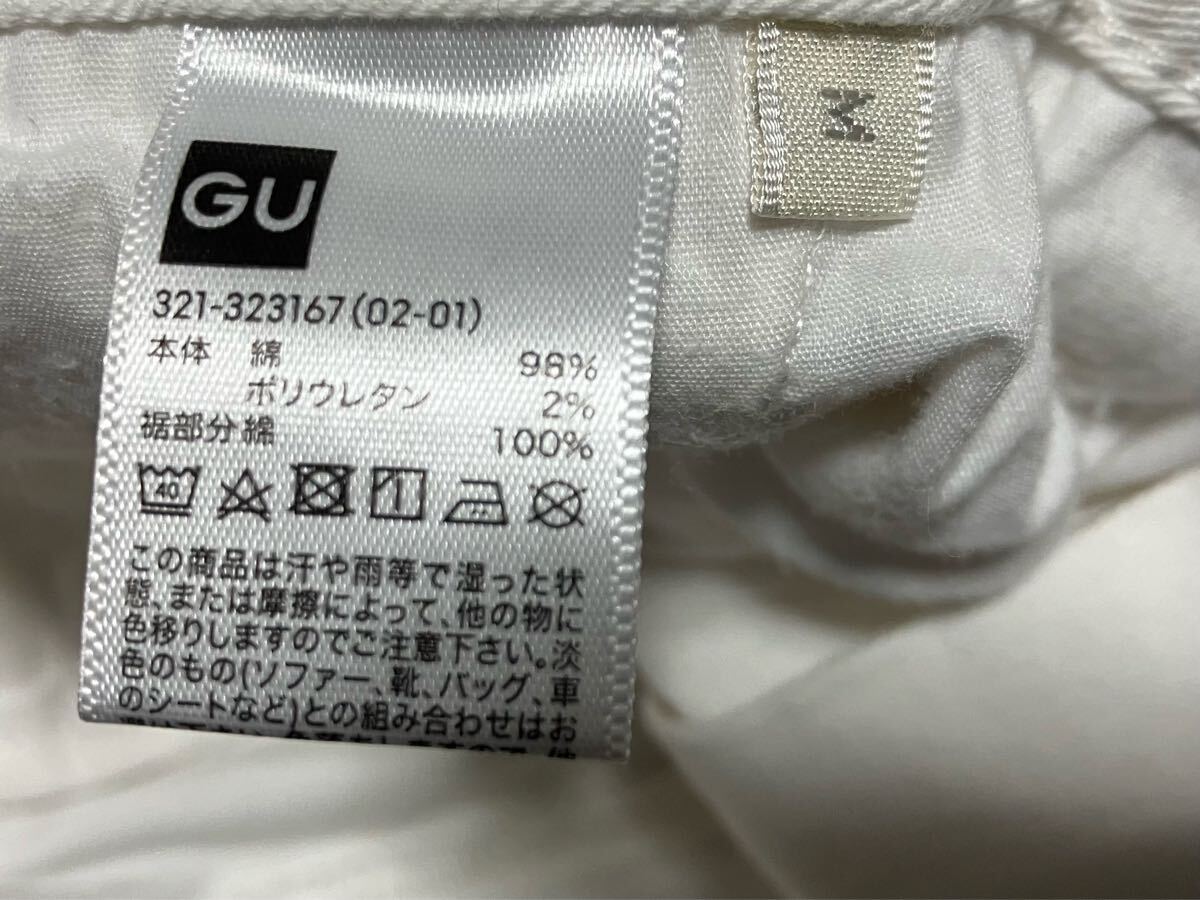 GU
M
321-323167(02-01)
本体 綿 98%
ポリウレタン 2%
裾部分 綿 100%
40
この商品は汗や雨等で湿った状
態、または摩擦によって、他の物に
色移りしますのでご注意下さい。淡
色のもの(ソファー、靴、バッグ、車
のシートなど)との組み合わせはお